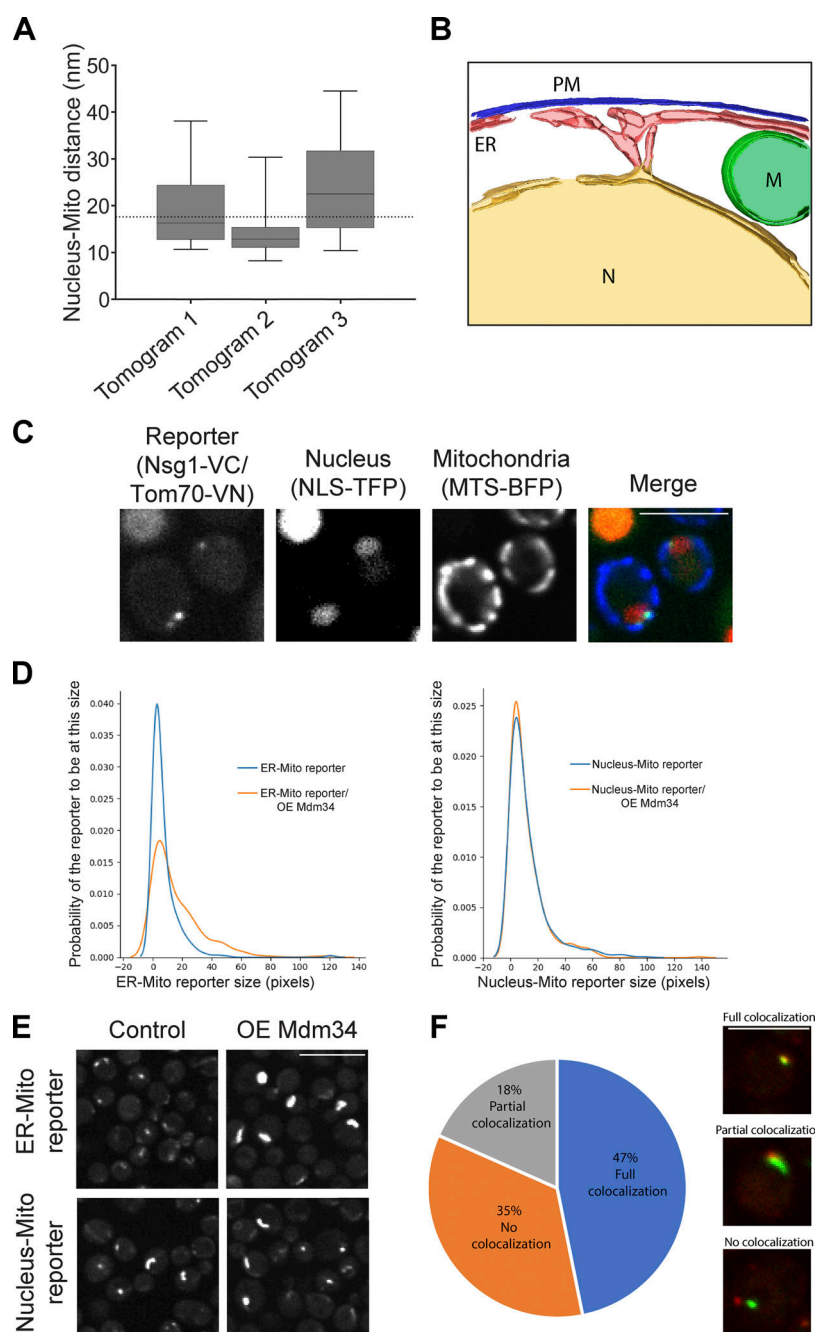 A
Nucleus-Mito distance (nm)
50
40
30
20
10
0
Tomogram 1
Tomogram 2
Tomogram 3
B
PM
ER
M
N
C
Reporter
(Nsg1-VC/
Tom70-VN)
Nucleus
(NLS-TFP)
Mitochondria
(MTS-BFP)
Merge
D
Probability of the reporter to be at this size
0.040
0.035
0.030
0.025
0.020
0.015
0.010
0.005
0.000
-20
0
20
40
60
80
100
120
140
ER-Mito reporter size (pixels)
ER-Mito reporter
ER-Mito reporter/
OE Mdm34
Probability of the reporter to be at this size
0.025
0.020
0.015
0.010
0.005
0.000
-20
0
20
40
60
80
100
120
140
Nucleus-Mito reporter size (pixels)
Nucleus-Mito reporter
Nucleus-Mito reporter/
OE Mdm34
E
Control
OE Mdm34
ER-Mito
reporter
Nucleus-Mito
reporter
F
18%
Partial
colocalization
47%
Full
colocalization
35%
No
colocalization
Full colocalization
Partial colocalizatio
No colocalization